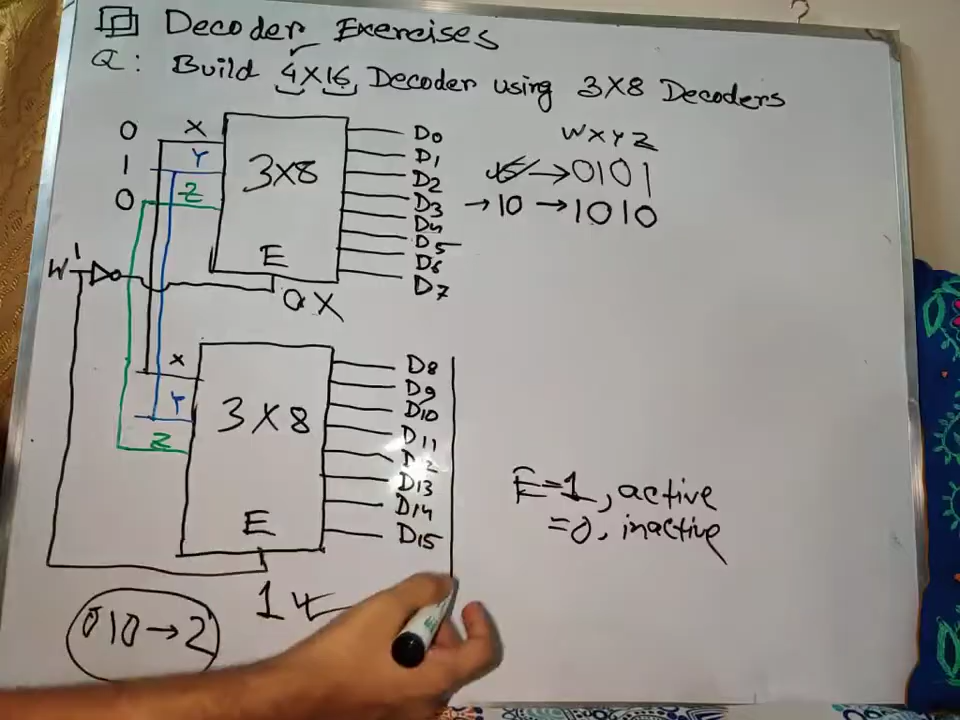 Decoder Exercises
Q: Build 4X16 Decoder using 3X8 Decoders
W X Y Z
→ 0101
→ 10 → 1010
0 X
1 Y
0 Z
3X8
E
D0
D1
D2
D3
D4
D5
D6
D7
W 1
0 X
X
Y
Z
3X8
E
D8
D9
D10
D11
D12
D13
D14
D15
1
E=1, active
=0, inactive
010→2